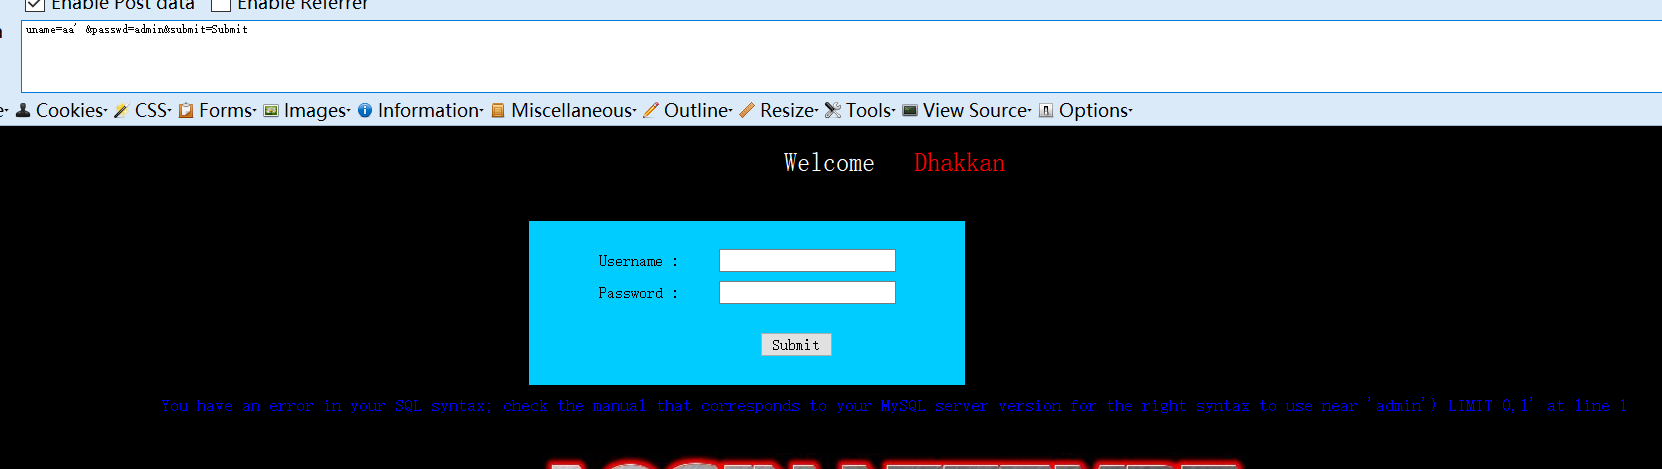 Enable Post data Enable Referrer
uname=aa' &passwd=admin&submit=Submit
Cookies CSS Forms Images Information Miscellaneous Outline Resize Tools View Source Options
Welcome Dhakkan
Username :
Password :
Submit
You have an error in your SQL syntax; check the manual that corresponds to your MySQL server version for the right syntax to use near 'admin') LIMIT 0,1' at line 1